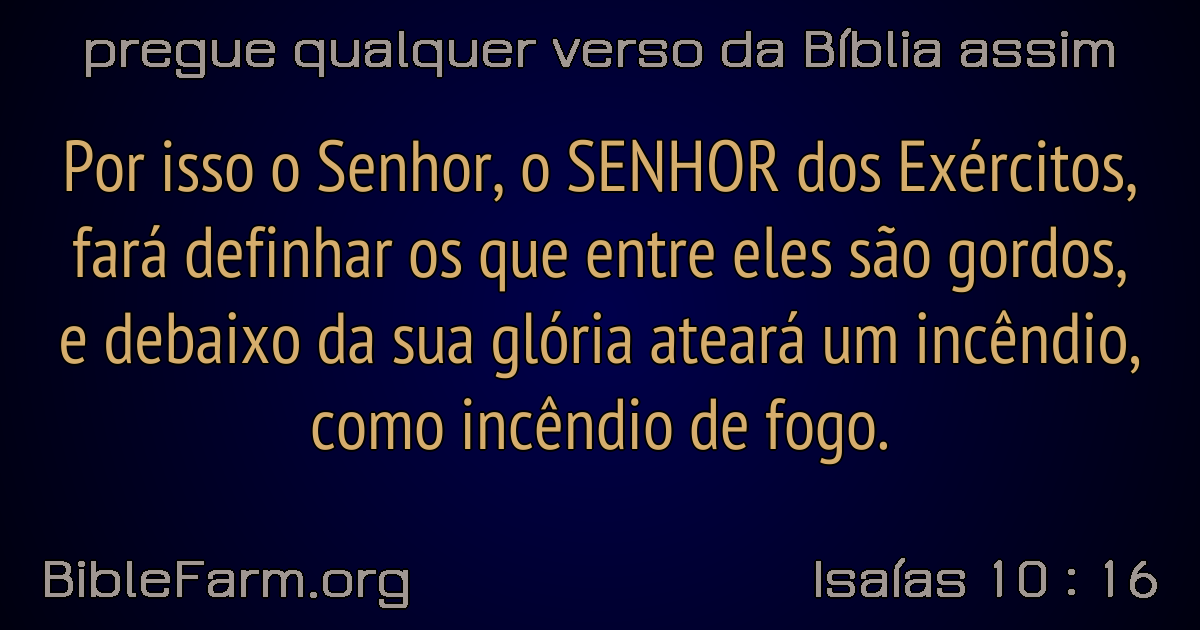 pregue qualquer verso da Bíblia assim
Por isso o Senhor, o SENHOR dos Exércitos,
fará definhar os que entre eles são gordos,
e debaixo da sua glória ateará um incêndio,
como incêndio de fogo.
BibleFarm.org
Isaías 10 : 16